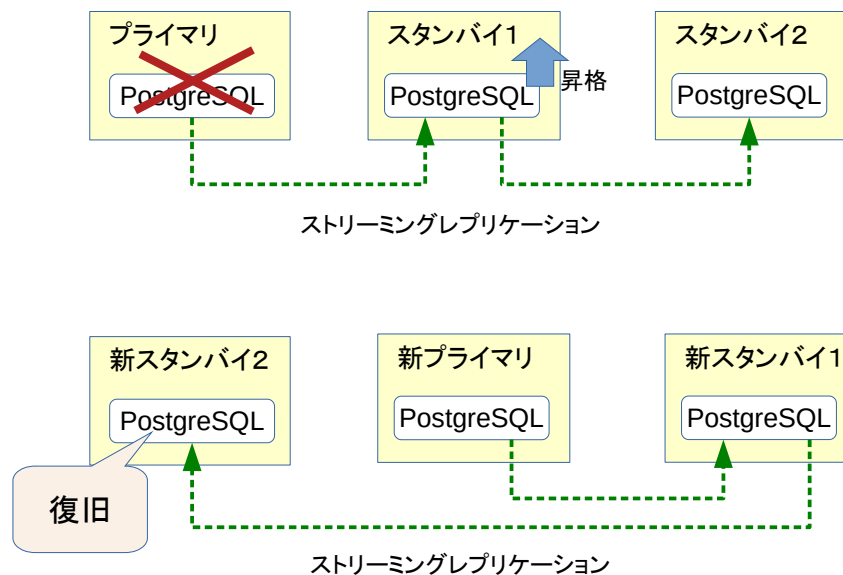 プライマリ
スタンバイ1
スタンバイ2
PostgreSQL
PostgreSQL
PostgreSQL
昇格
ストリーミングレプリケーション
新スタンバイ2
新プライマリ
新スタンバイ1
PostgreSQL
PostgreSQL
PostgreSQL
復旧
ストリーミングレプリケーション